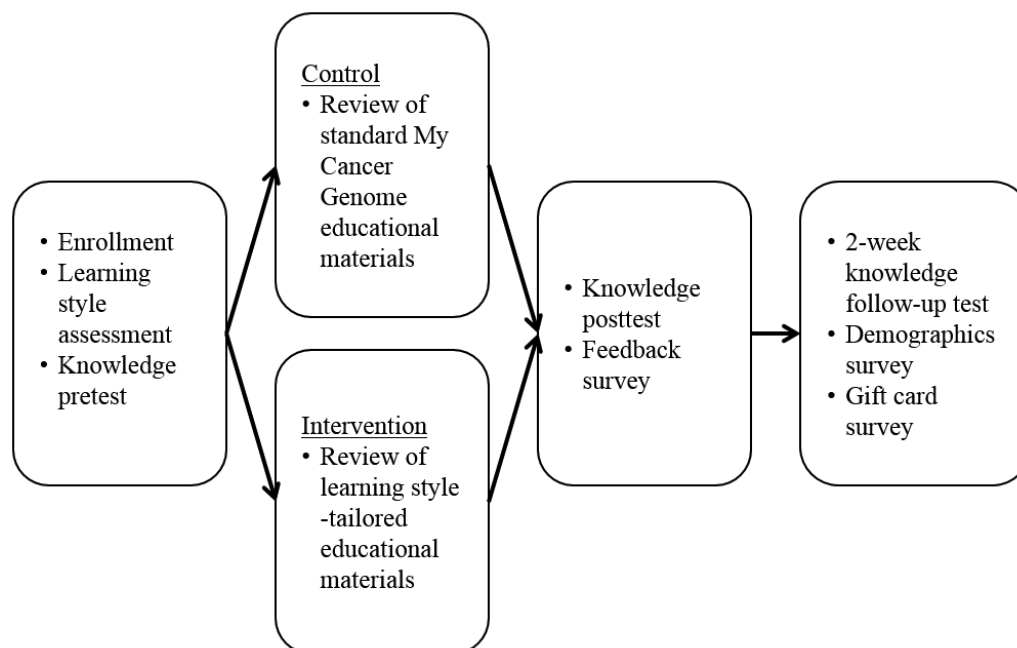 • Enrollment
• Learning
style
assessment
• Knowledge
pretest
Control
• Review of
standard My
Cancer
Genome
educational
materials
Intervention
• Review of
learning style
-tailored
educational
materials
• Knowledge
posttest
• Feedback
survey
• 2-week
knowledge
follow-up test
• Demographics
survey
• Gift card
survey